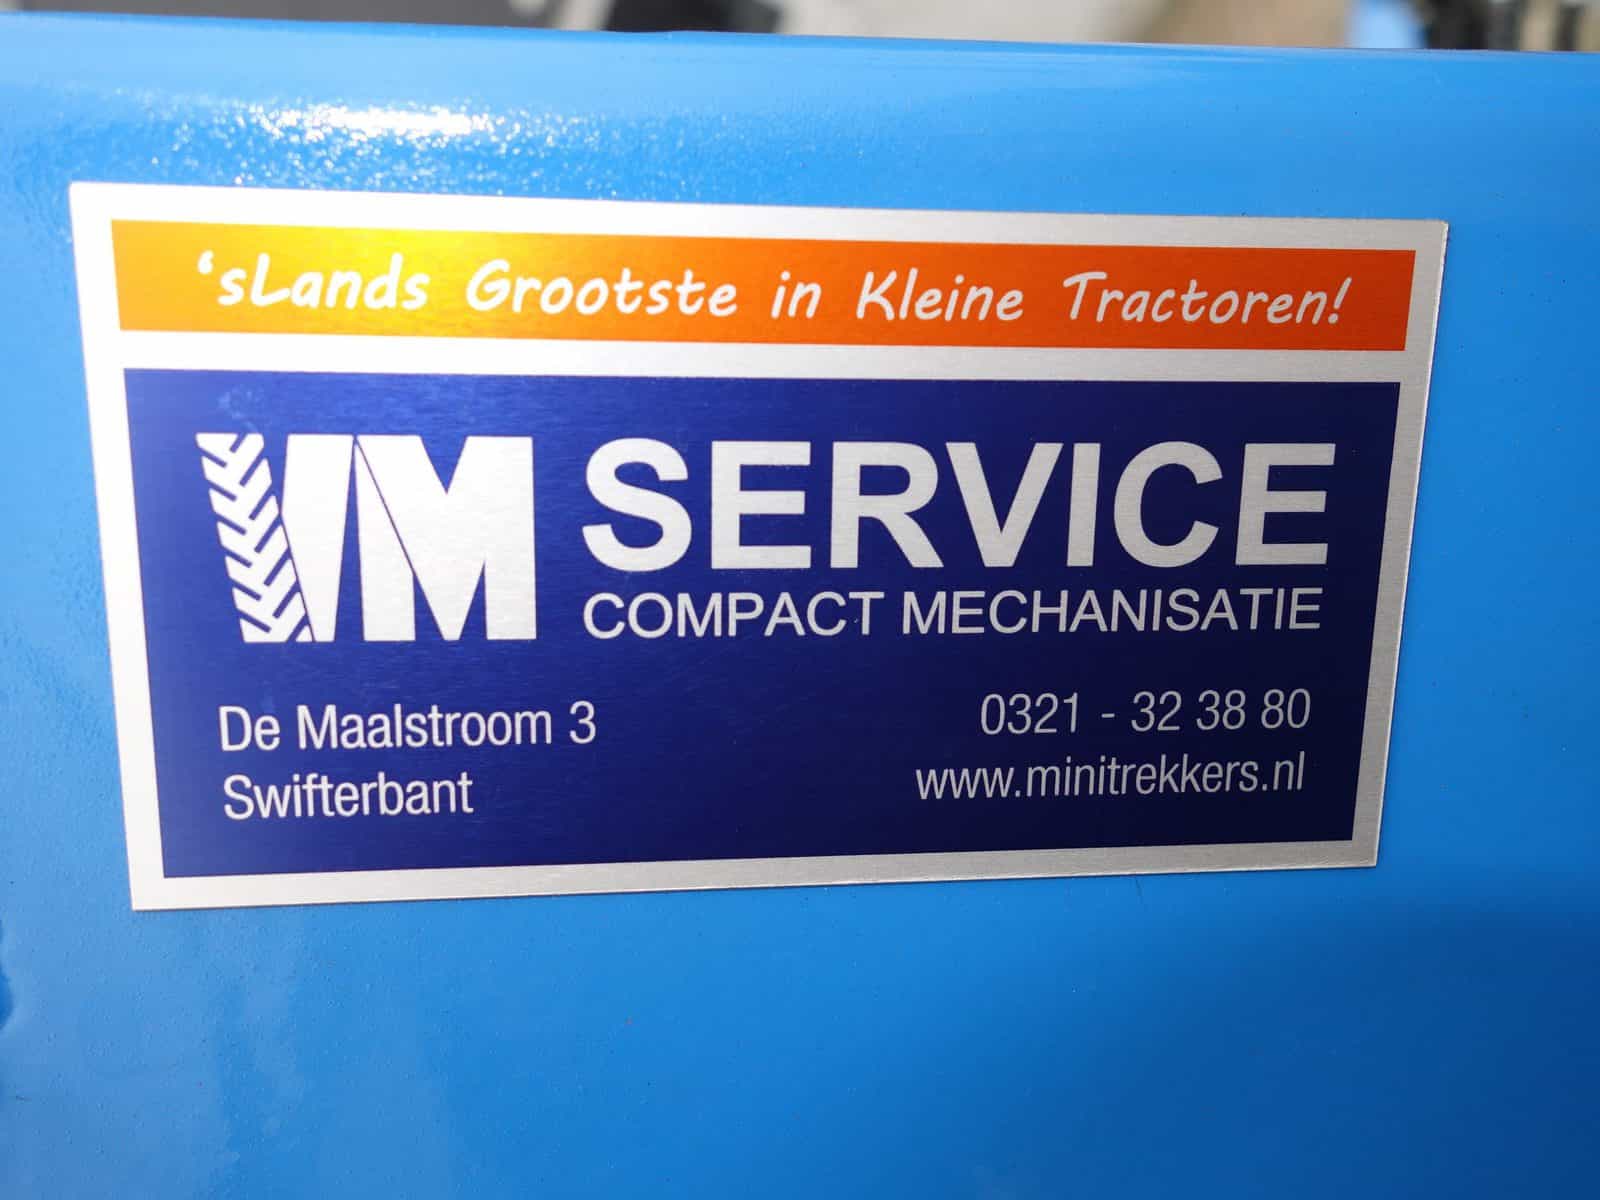 ‘sLands Grootste in Kleine Tractoren!
VM SERVICE
COMPACT MECHANISATIE
De Maalstroom 3
Swifterbant
0321 - 32 38 80
www.minitrekkers.nl